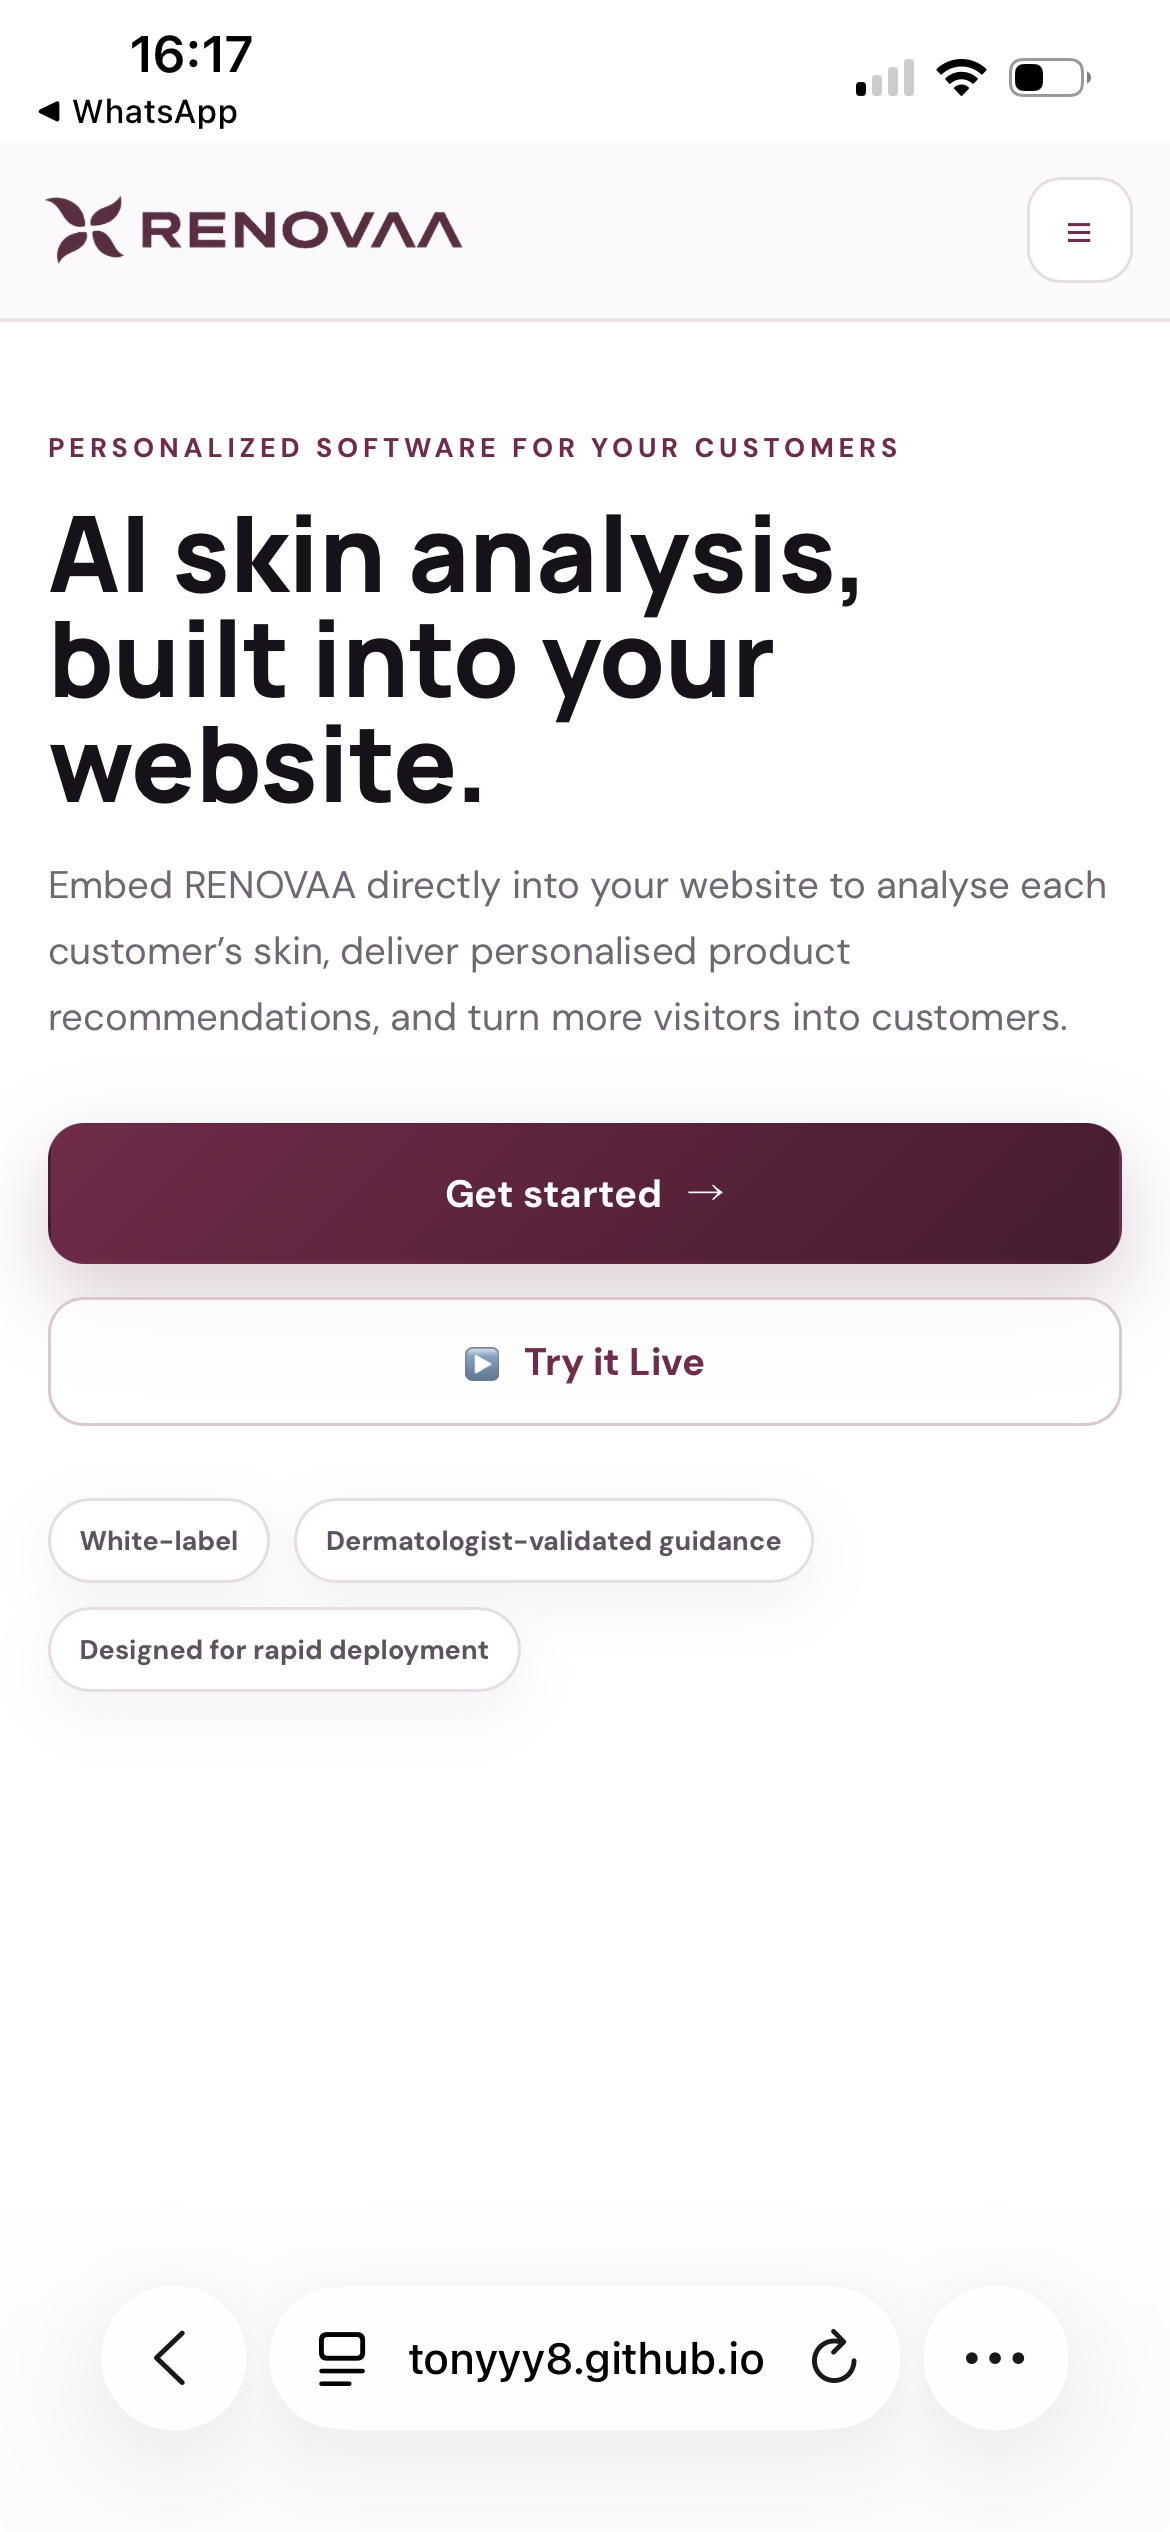 16:17
WhatsApp
RENOVAA
PERSONALIZED SOFTWARE FOR YOUR CUSTOMERS
AI skin analysis,
built into your
website.
Embed RENOVAA directly into your website to analyse each
customer’s skin, deliver personalised product
recommendations, and turn more visitors into customers.
Get started →
Try it Live
White-label
Dermatologist-validated guidance
Designed for rapid deployment
tonyyy8.github.io